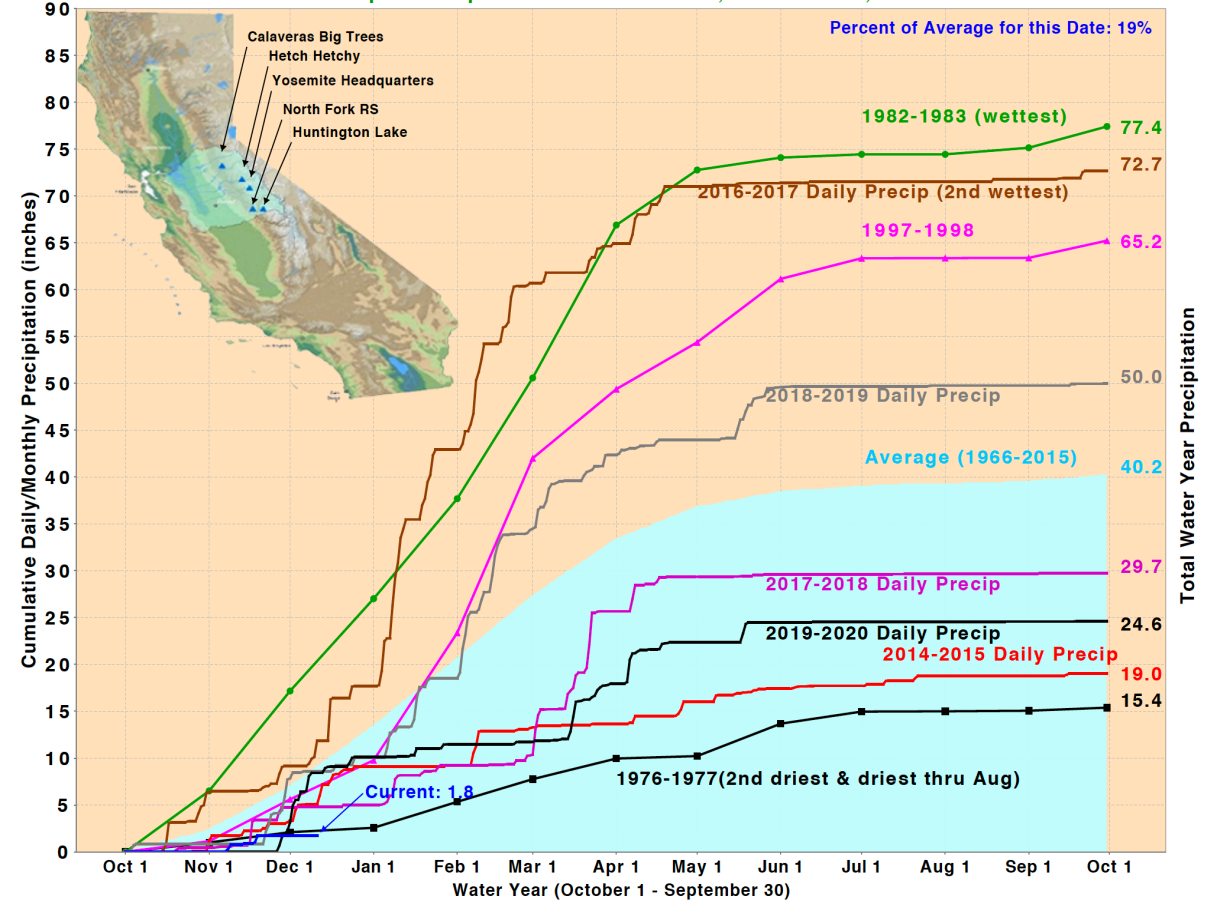 Percent of Average for this Date: 19%
Calaveras Big Trees
Hetch Hetchy
Yosemite Headquarters
North Fork RS
Huntington Lake
1982-1983 (wettest)
77.4
72.7
2016-2017 Daily Precip (2nd wettest)
1997-1998
65.2
50.0
2018-2019 Daily Precip
Average (1966-2015)
40.2
29.7
2017-2018 Daily Precip
24.6
2019-2020 Daily Precip
2014-2015 Daily Precip
19.0
15.4
1976-1977(2nd driest & driest thru Aug)
Current: 1.8
90
85
80
75
70
65
60
55
50
45
40
35
30
25
20
15
10
5
0
Cumulative Daily/Monthly Precipitation (inches)
Total Water Year Precipitation
Oct 1 Nov 1 Dec 1 Jan 1 Feb 1 Mar 1 Apr 1 May 1 Jun 1 Jul 1 Aug 1 Sep 1 Oct 1
Water Year (October 1 - September 30)